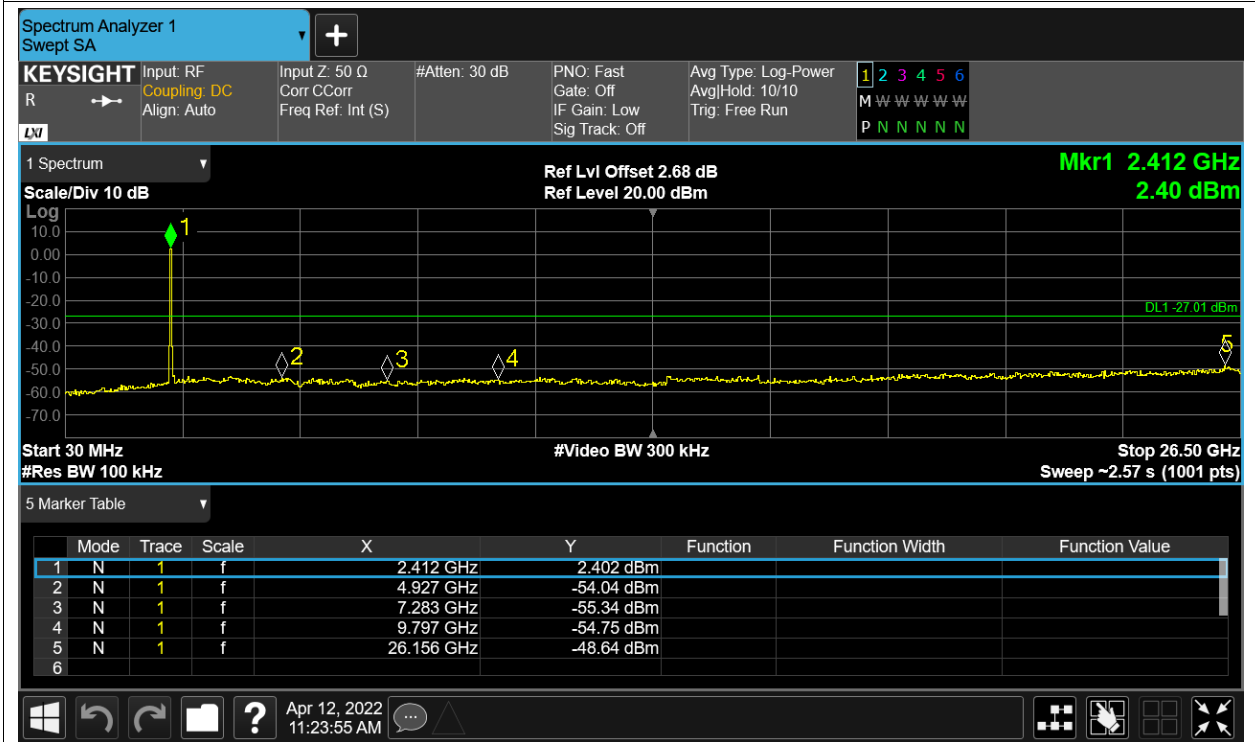 Spectrum Analyzer 1
Swept SA
+
KEYSIGHT Input: RF Input Z: 50 Ω #Atten: 30 dB PNO: Fast Avg Type: Log-Power 1 2 3 4 5 6
R Coupling: DC Corr CCorr Gate: Off Avg|Hold: 10/10 M W W W W W
Align: Auto Freq Ref: Int (S) IF Gain: Low Trig: Free Run
LXI Sig Track: Off P N N N N N
1 Spectrum Ref Lvl Offset 2.68 dB Mkr1 2.412 GHz
Scale/Div 10 dB Ref Level 20.00 dBm 2.40 dBm
Log
10.0 1
0.00
-10.0
-20.0 DL1 -27.01 dBm
-30.0
-40.0 2 3 4 5
-50.0
-60.0
-70.0
Start 30 MHz #Video BW 300 kHz Stop 26.50 GHz
#Res BW 100 kHz Sweep ~2.57 s (1001 pts)
5 Marker Table
Mode Trace Scale X Y Function Function Width Function Value
1 N 1 f 2.412 GHz 2.402 dBm
2 N 1 f 4.927 GHz -54.04 dBm
3 N 1 f 7.283 GHz -55.34 dBm
4 N 1 f 9.797 GHz -54.75 dBm
5 N 1 f 26.156 GHz -48.64 dBm
6
? Apr 12, 2022
11:23:55 AM